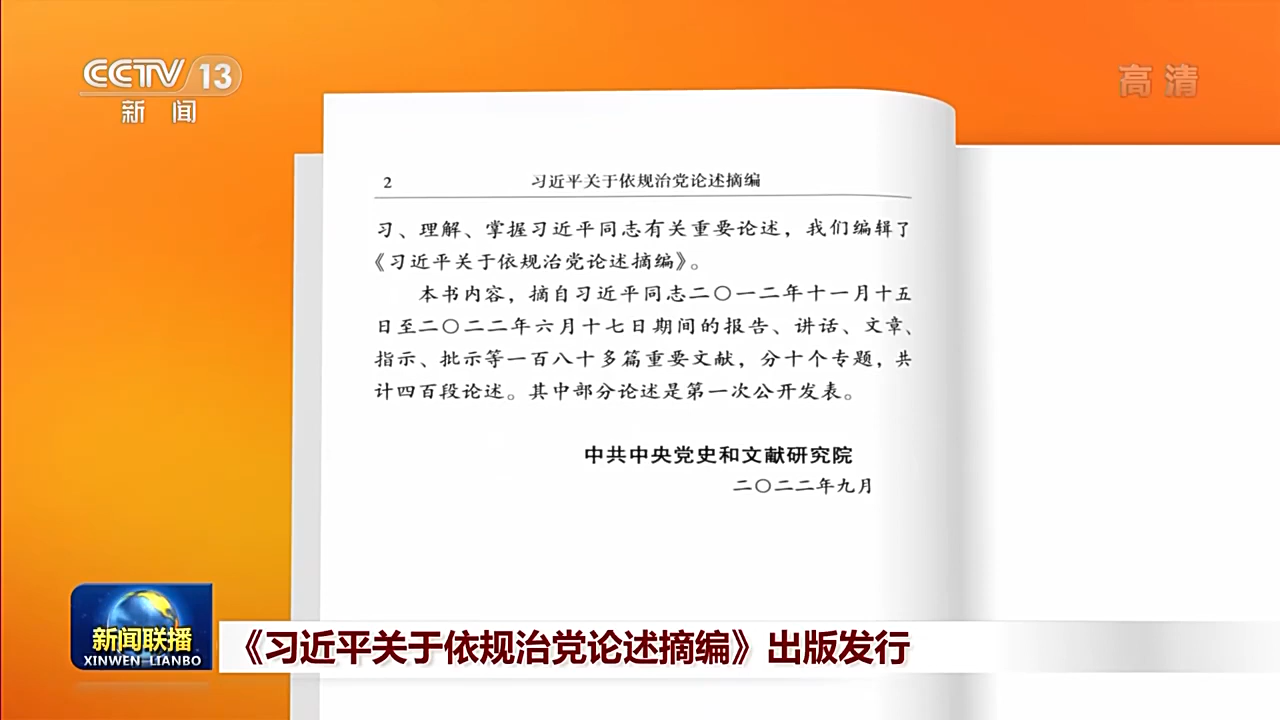 CCTV 13
新闻
高清
2 习近平关于依规治党论述摘编
习、理解、掌握习近平同志有关重要论述，我们编辑了
《习近平关于依规治党论述摘编》。
本书内容，摘自习近平同志二〇一二年十一月十五
日至二〇二二年六月十七日期间的报告、讲话、文章、
指示、批示等一百八十多篇重要文献，分十个专题，共
计四百段论述。其中部分论述是第一次公开发表。
中共中央党史和文献研究院
二〇二二年九月
新闻联播
XINWEN LIANBO
《习近平关于依规治党论述摘编》出版发行